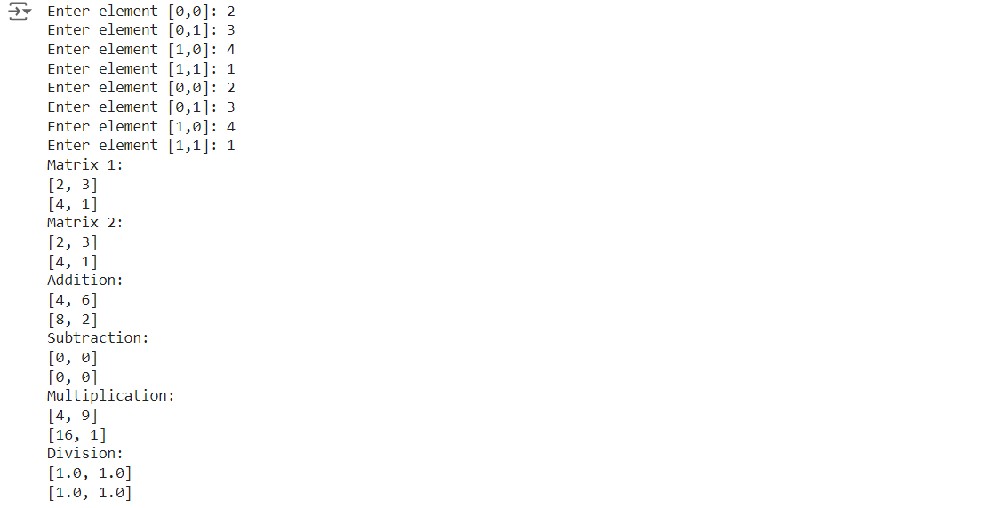 Enter element [0,0]: 2
Enter element [0,1]: 3
Enter element [1,0]: 4
Enter element [1,1]: 1
Enter element [0,0]: 2
Enter element [0,1]: 3
Enter element [1,0]: 4
Enter element [1,1]: 1
Matrix 1:
[2, 3]
[4, 1]
Matrix 2:
[2, 3]
[4, 1]
Addition:
[4, 6]
[8, 2]
Subtraction:
[0, 0]
[0, 0]
Multiplication:
[4, 9]
[16, 1]
Division:
[1.0, 1.0]
[1.0, 1.0]